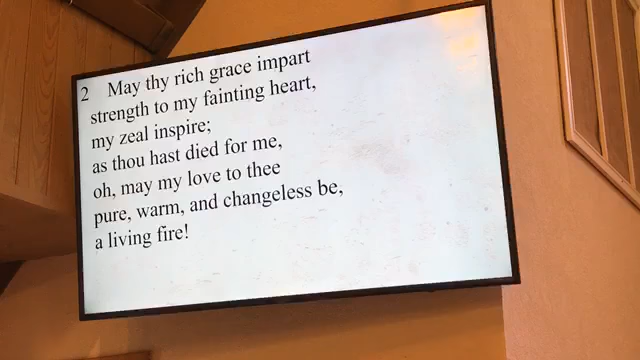 2 May thy rich grace impart
strength to my fainting heart,
my zeal inspire;
as thou hast died for me,
oh, may my love to thee
pure, warm, and changeless be,
a living fire!